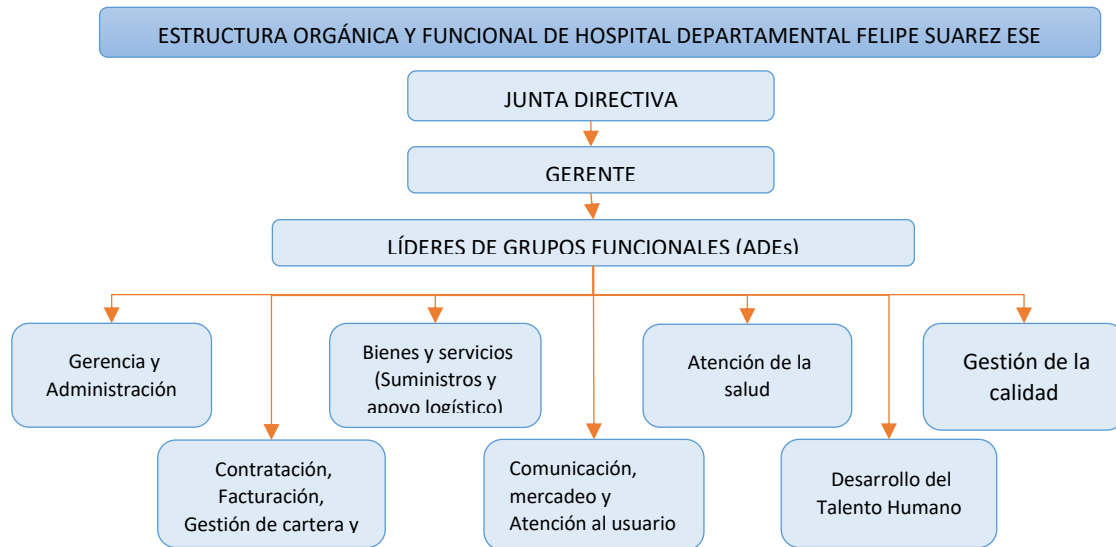 ESTRUCTURA ORGÁNICA Y FUNCIONAL DE HOSPITAL DEPARTAMENTAL FELIPE SUAREZ ESE
JUNTA DIRECTIVA
GERENTE
LÍDERES DE GRUPOS FUNCIONALES (ADEs)
Gerencia y
Administración
Bienes y servicios
(Suministros y
apoyo logístico)
Atención de la
salud
Gestión de la
calidad
Contratación,
Facturación,
Gestión de cartera y
Comunicación,
mercadeo y
Atención al usuario
Desarrollo del
Talento Humano